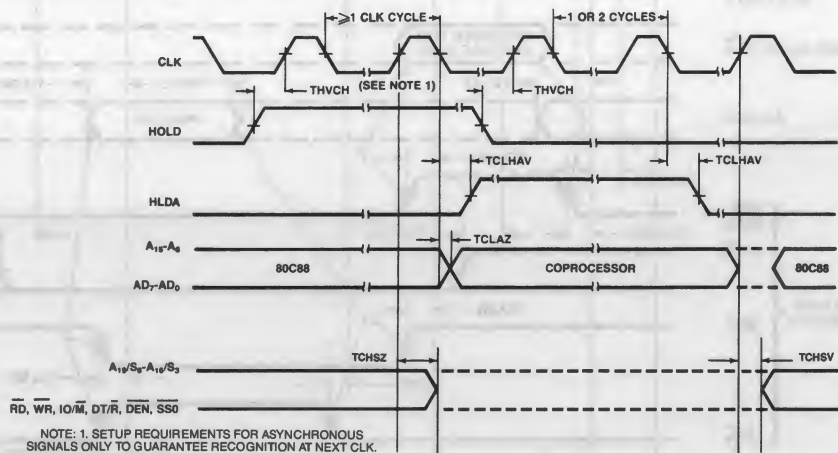 ≥1 CLK CYCLE
1 OR 2 CYCLES
CLK
THVCH
(SEE NOTE 1)
THVCH
HOLD
TCLHAV
TCLHAV
HLDA
TCLAZ
A15-A8
80C88
COPROCESSOR
80C88
AD7-AD0
TCHSZ
TCHSV
A19/S6-A16/S3
RD, WR, IO/M, DT/R, DEN, SS0
NOTE: 1. SETUP REQUIREMENTS FOR ASYNCHRONOUS
SIGNALS ONLY TO GUARANTEE RECOGNITION AT NEXT CLK.